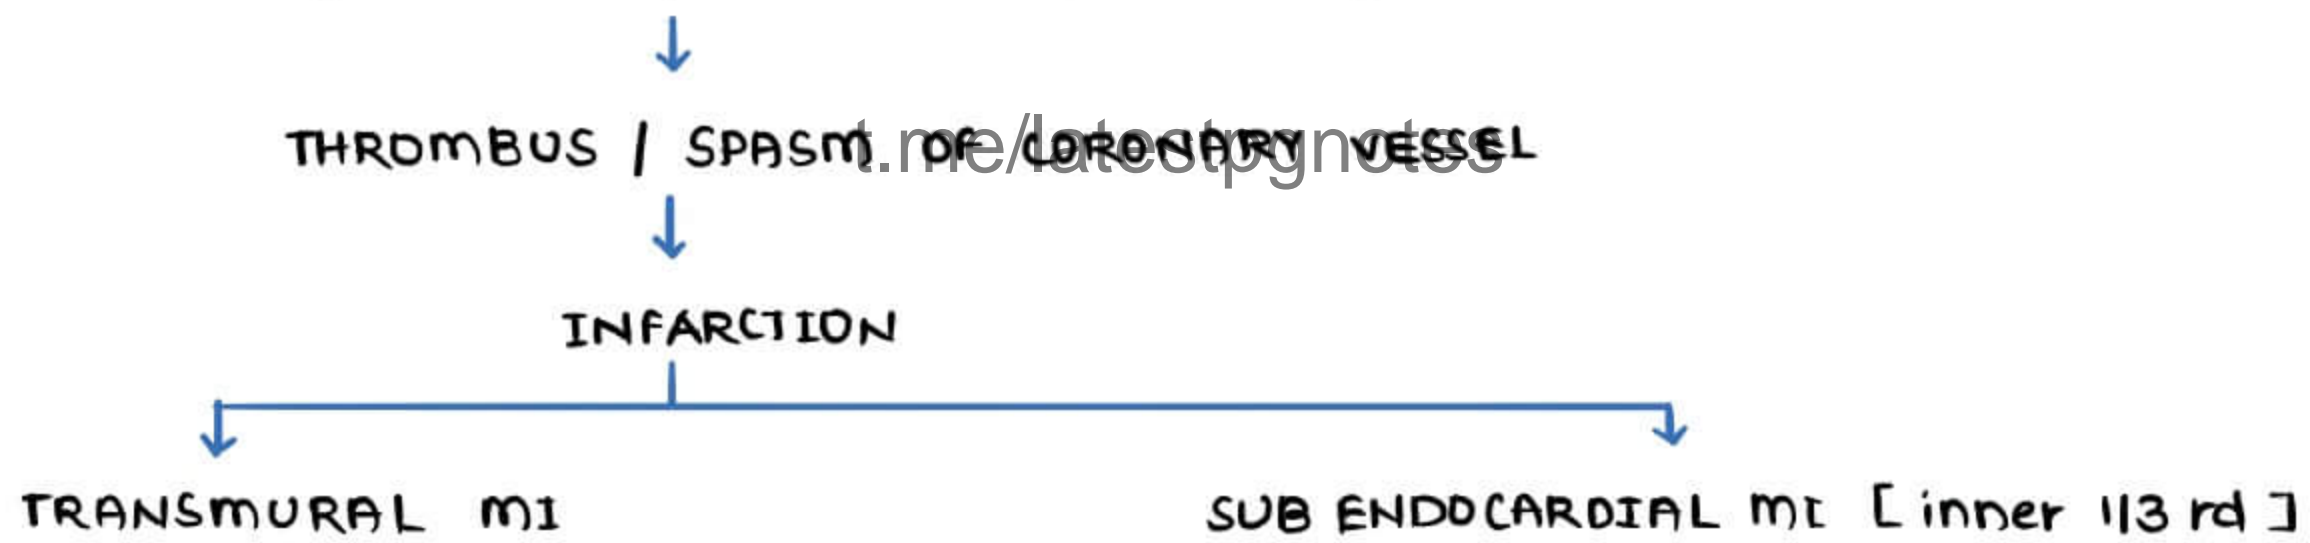 THROMBUS / SPASM OF CORONARY VESSEL
t.me/latestpgnotes
INFARCTION
TRANSMURAL MI
SUB ENDOCARDIAL MI [inner 1/3 rd]